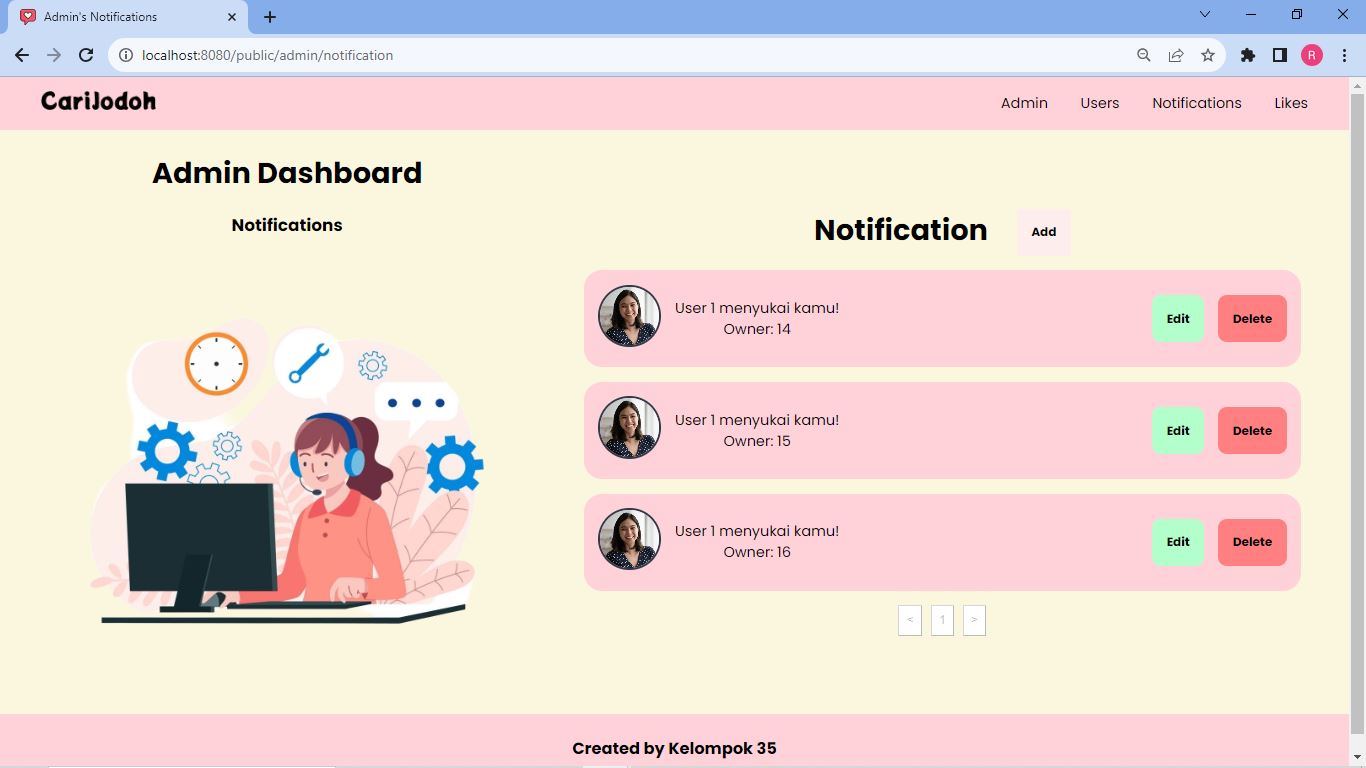 Admin's Notifications
localhost:8080/public/admin/notification
R
CariJodoh
Admin Users Notifications Likes
Admin Dashboard
Notifications
Notification Add
User 1 menyukai kamu!
Owner: 14
Edit Delete
User 1 menyukai kamu!
Owner: 15
Edit Delete
User 1 menyukai kamu!
Owner: 16
Edit Delete
< 1 >
Created by Kelompok 35